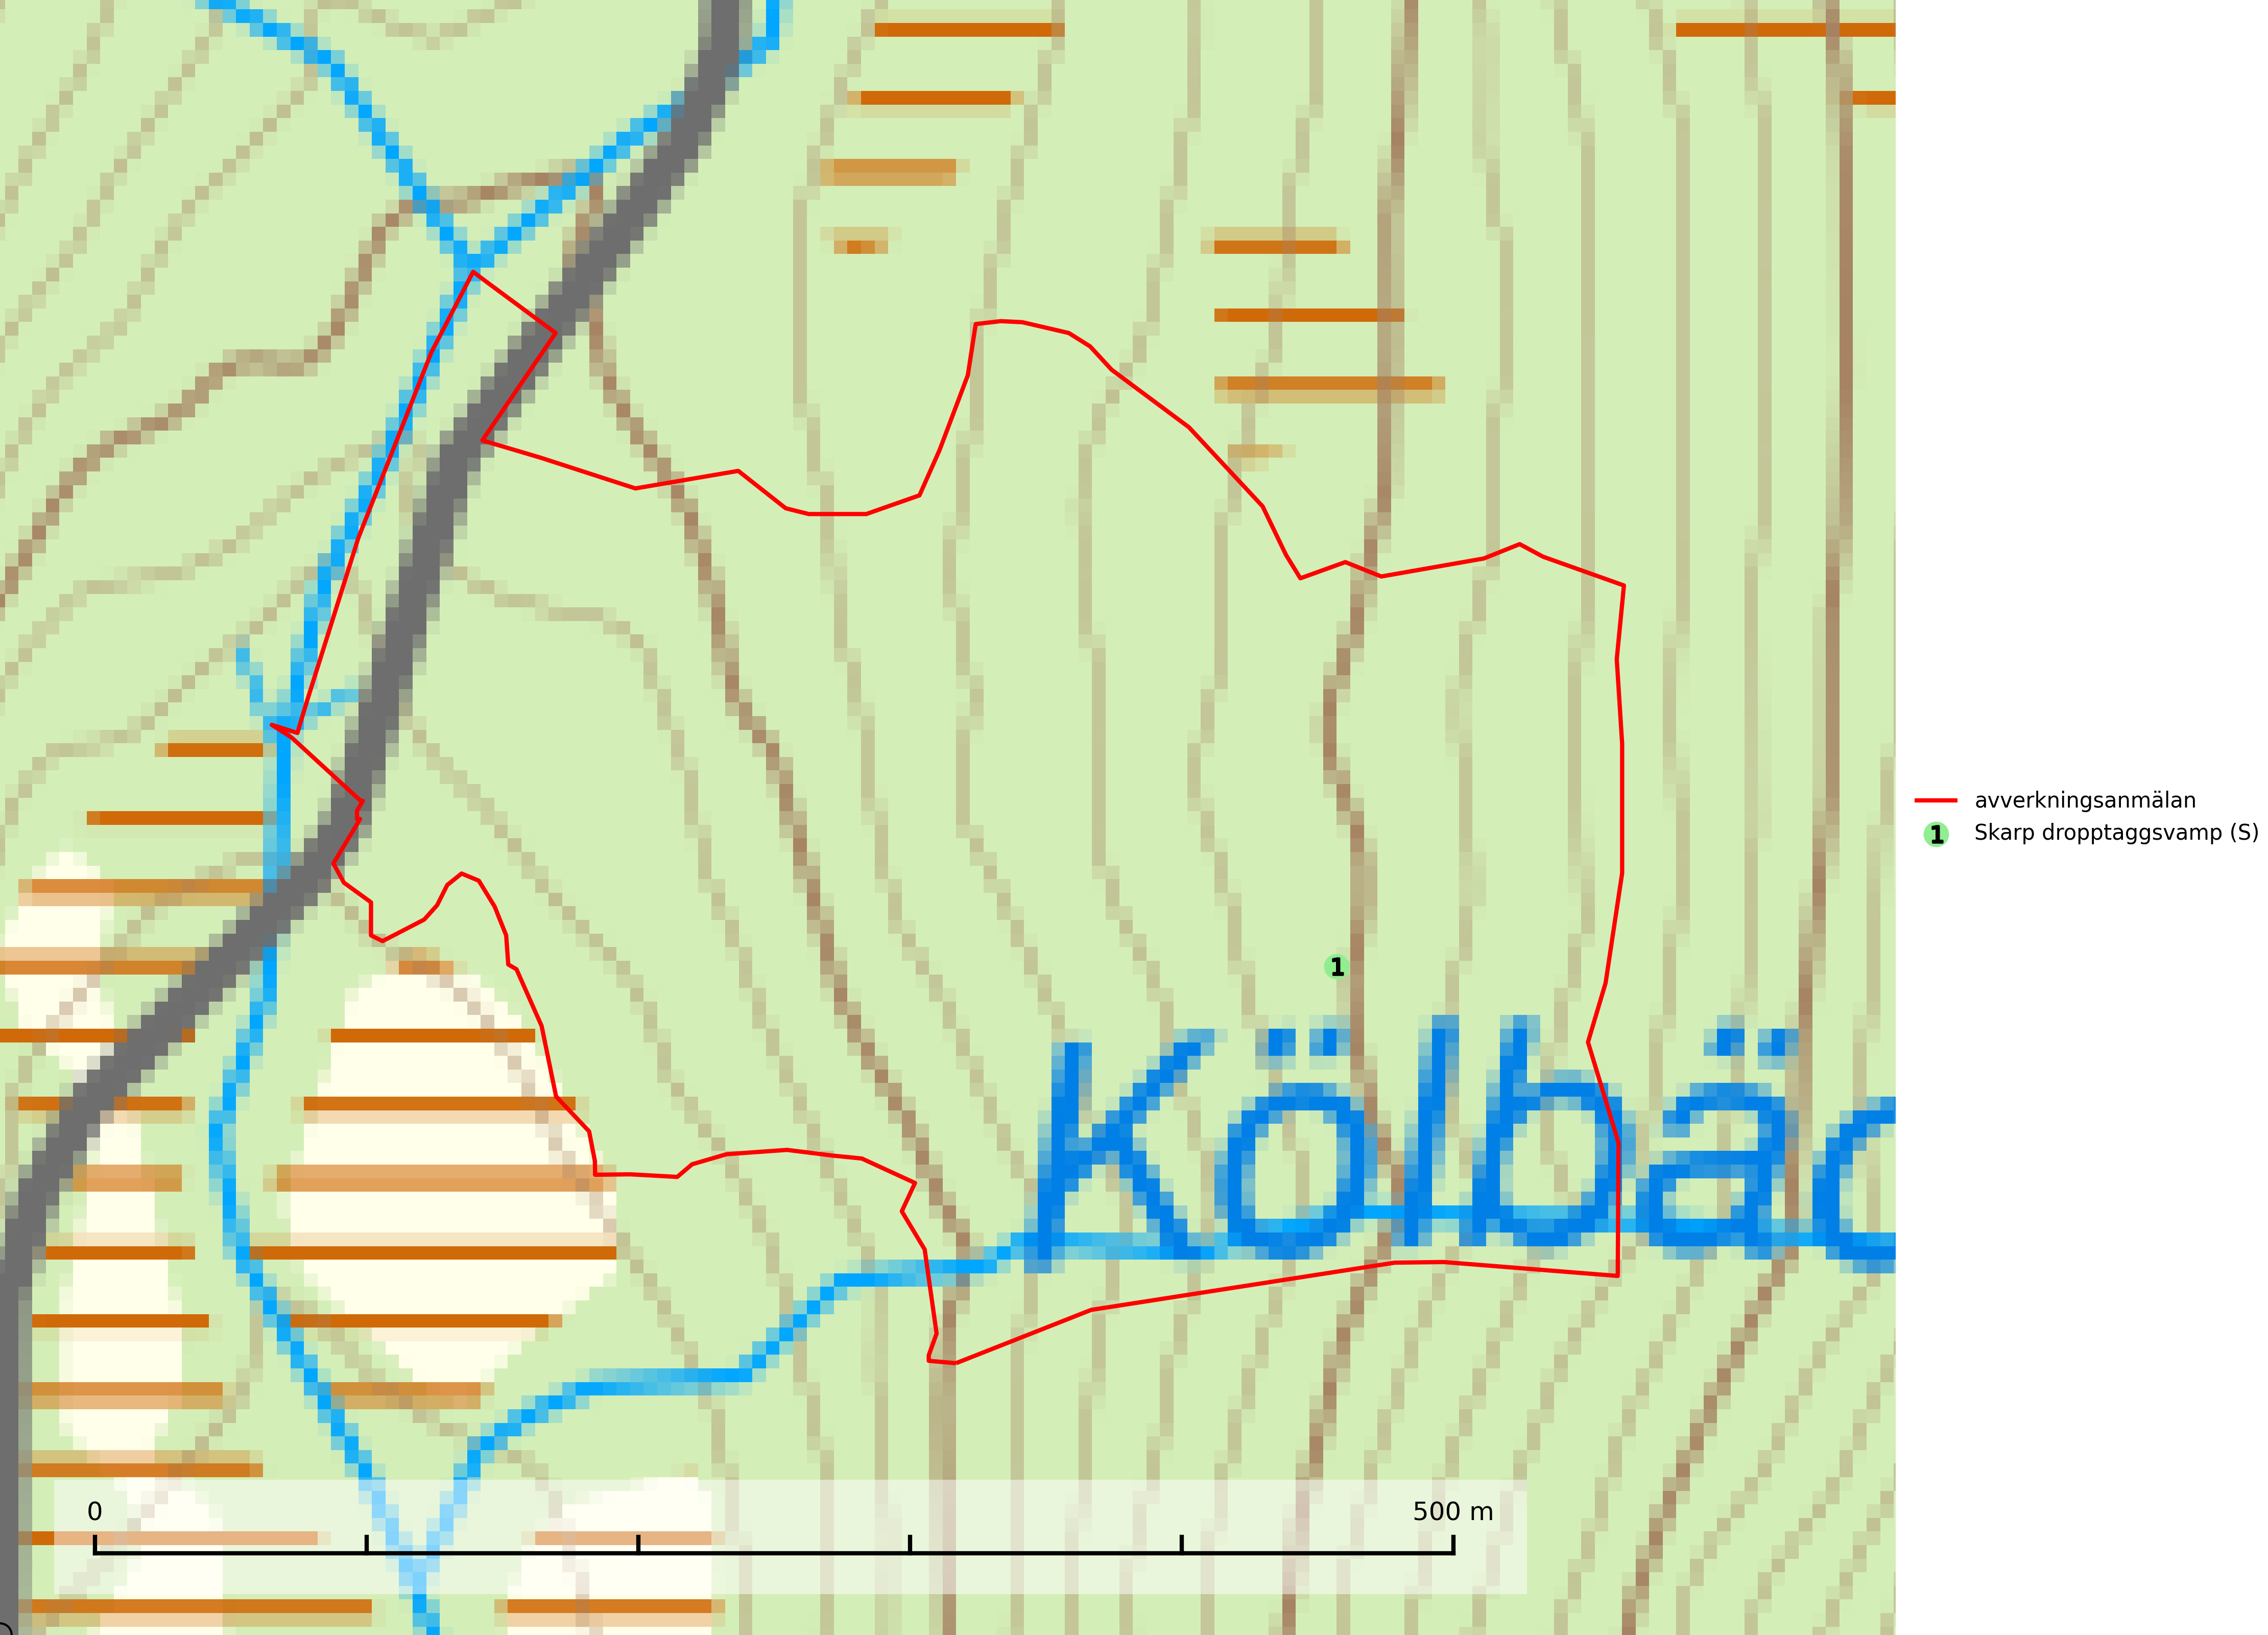 avverkningsanmälan
1 Skarp dropptaggsvamp (S)
1
Kölbäc
0 500 m